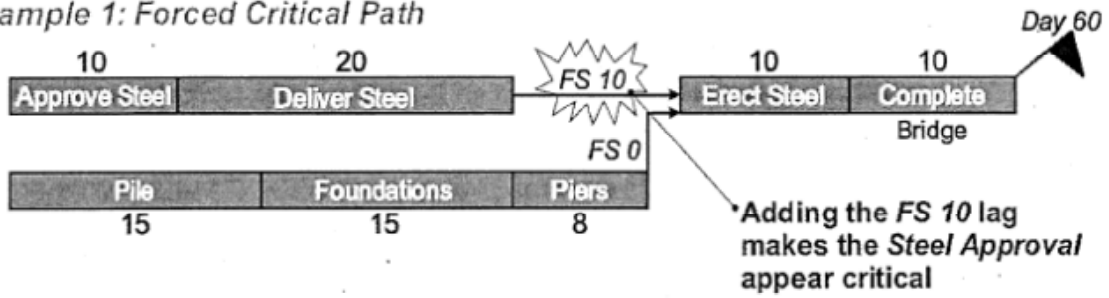 ample 1: Forced Critical Path
Day 60
10 20 FS 10 10 10
Approve Steel Deliver Steel Erect Steel Complete
Bridge
FS 0
Pile Foundations Piers
15 15 8
Adding the FS 10 lag
makes the Steel Approval
appear critical